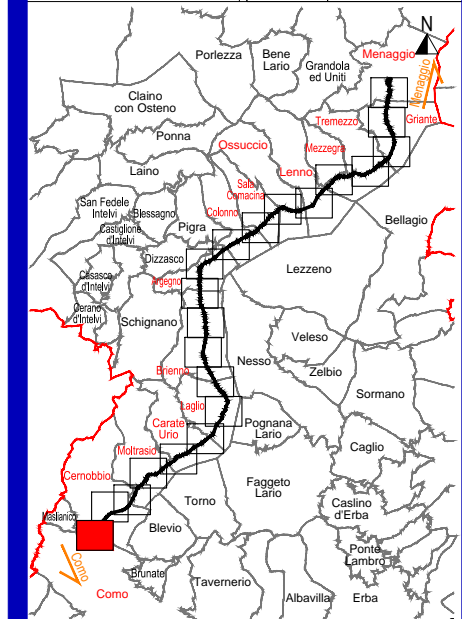 N
Menaggio
Porlezza
Bene
Lario
Grandola
ed Uniti
Menaggio
Claino
con Osteno
Tremezzo
Griante
Ponna
Ossuccio
Mezzegra
Laino
Lenno
Sala
Comacina
San Fedele
Intelvi
Blessagno
Colonno
Bellagio
Castiglione
d'Intelvi
Pigra
Dizzasco
Lezzeno
Casasco
d'Intelvi
Argegno
Cerano
d'Intelvi
Schignano
Veleso
Nesso
Zelbio
Brienno
Sormano
Laglio
Carate
Urio
Pognana
Lario
Caglio
Moltrasio
Cernobbio
Faggeto
Lario
Torno
Caslino
d'Erba
Maslianico
Blevio
Ponte
Lambro
Como
Brunate
Tavernerio
Como
Albavilla
Erba